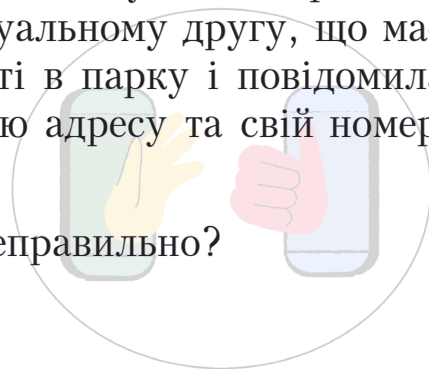 уальному другу, що ма
ті в парку і повідомил
ю адресу та свій номер
еправильно?